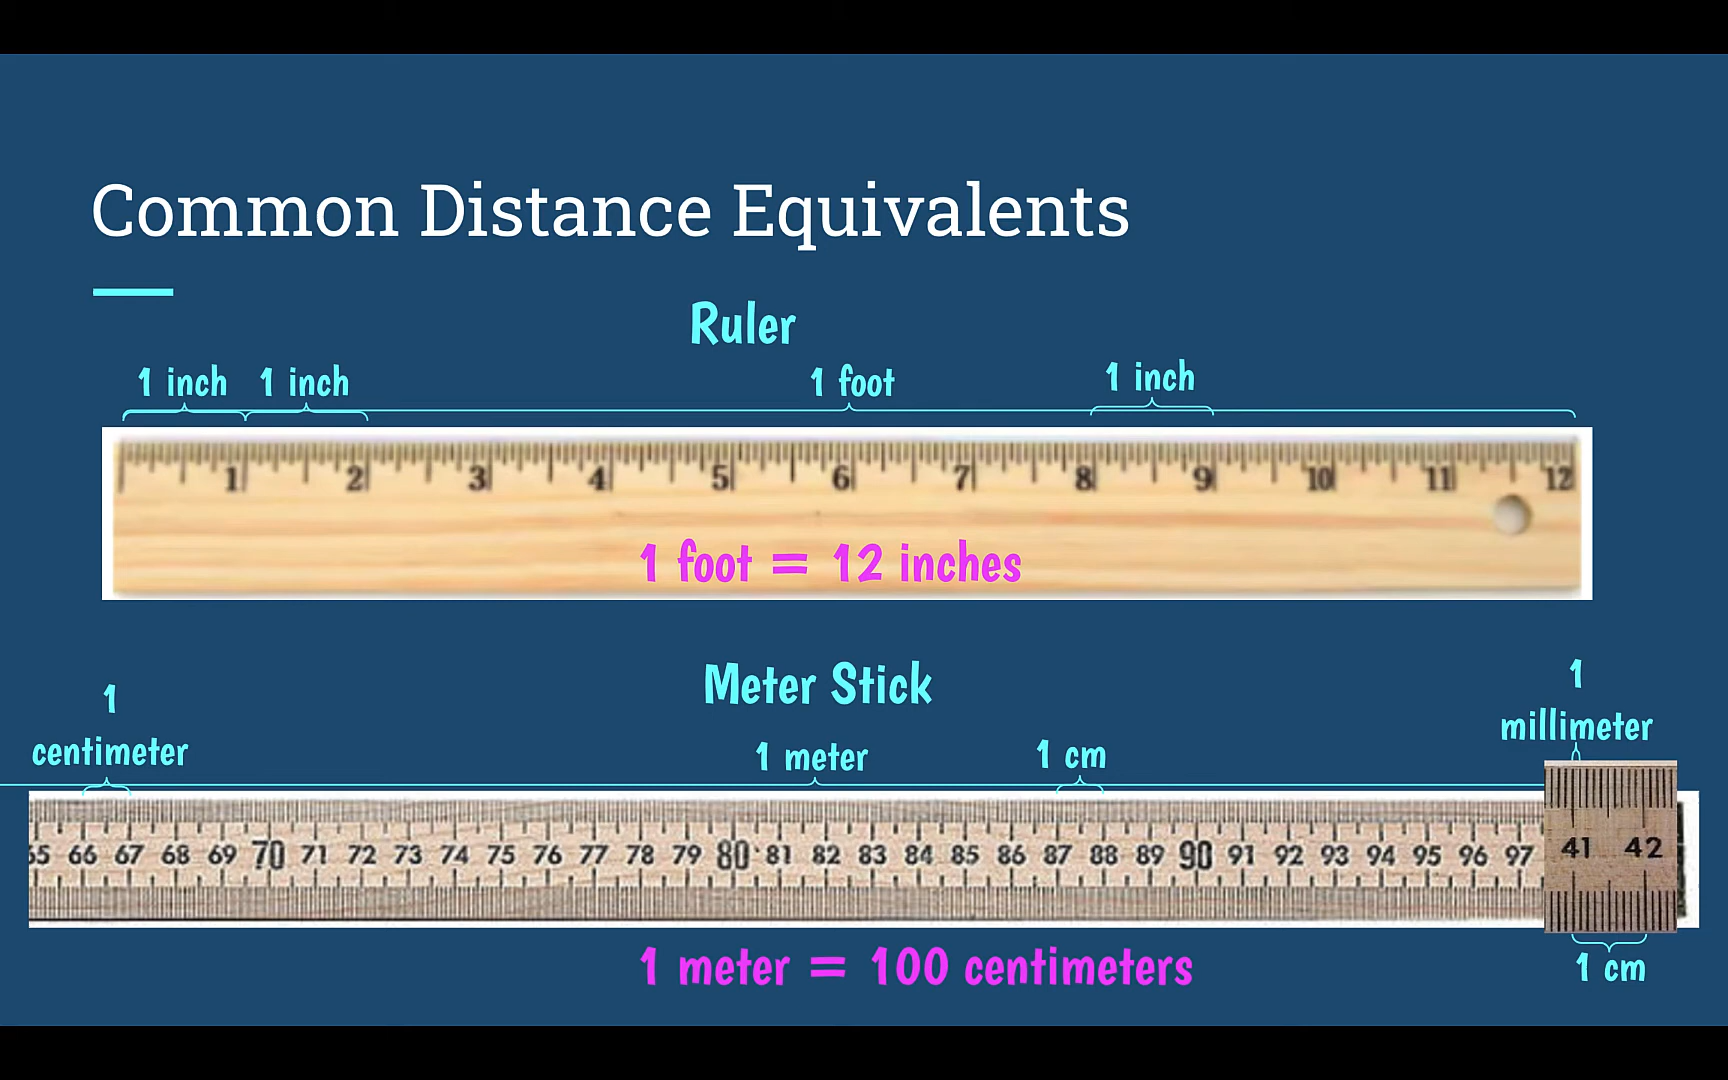 Common Distance Equivalents
Ruler
1 inch 1 inch 1 foot 1 inch
1 2 3 4 5 6 7 8 9 10 11 12
1 foot = 12 inches
Meter Stick
1
centimeter
1 meter
1 cm
1
millimeter
65 66 67 68 69 70 71 72 73 74 75 76 77 78 79 80 81 82 83 84 85 86 87 88 89 90 91 92 93 94 95 96 97
41 42
1 meter = 100 centimeters
1 cm